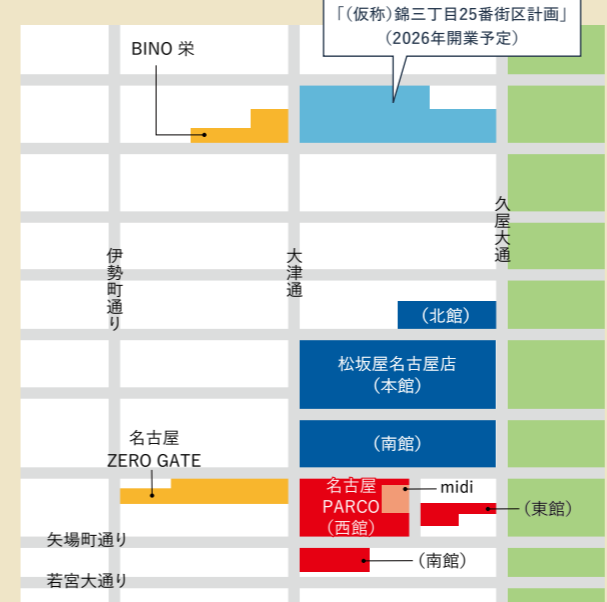 「(仮称)錦三丁目25番街区計画」
(2026年開業予定)
BINO 栄
久屋大通
伊勢町通り
大津通
(北館)
松坂屋名古屋店
(本館)
(南館)
名古屋
ZERO GATE
名古屋
PARCO
(西館)
midi
(東館)
矢場町通り
(南館)
若宮大通り